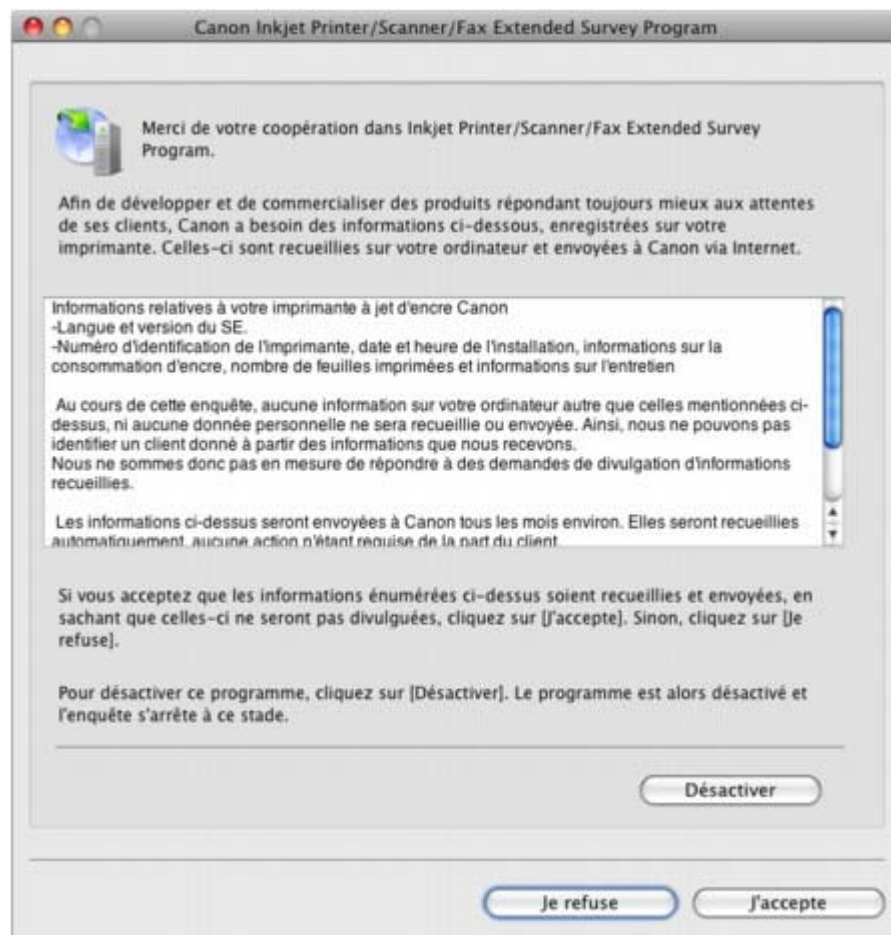 Canon Inkjet Printer/Scanner/Fax Extended Survey Program
Merci de votre coopération dans Inkjet Printer/Scanner/Fax Extended Survey
Program.
Afin de développer et de commercialiser des produits répondant toujours mieux aux attentes
de ses clients, Canon a besoin des informations ci-dessous, enregistrées sur votre
imprimante. Celles-ci sont recueillies sur votre ordinateur et envoyées à Canon via Internet.
Informations relatives à votre imprimante à jet d'encre Canon
-Langue et version du SE.
-Numéro d'identification de l'imprimante, date et heure de l'installation, informations sur la
consommation d'encre, nombre de feuilles imprimées et informations sur l'entretien
Au cours de cette enquête, aucune information sur votre ordinateur autre que celles mentionnées ci-
dessus, ni aucune donnée personnelle ne sera recueillie ou envoyée. Ainsi, nous ne pouvons pas
identifier un client donné à partir des informations que nous recevons.
Nous ne sommes donc pas en mesure de répondre à des demandes de divulgation d'informations
recueillies.
Les informations ci-dessus seront envoyées à Canon tous les mois environ. Elles seront recueillies
automatiquement, aucune action n'étant requise de la part du client.
Si vous acceptez que les informations énumérées ci-dessus soient recueillies et envoyées, en
sachant que celles-ci ne seront pas divulguées, cliquez sur [J'accepte]. Sinon, cliquez sur [Je
refuse].
Pour désactiver ce programme, cliquez sur [Désactiver]. Le programme est alors désactivé et
l'enquête s'arrête à ce stade.
Désactiver
Je refuse
J'accepte